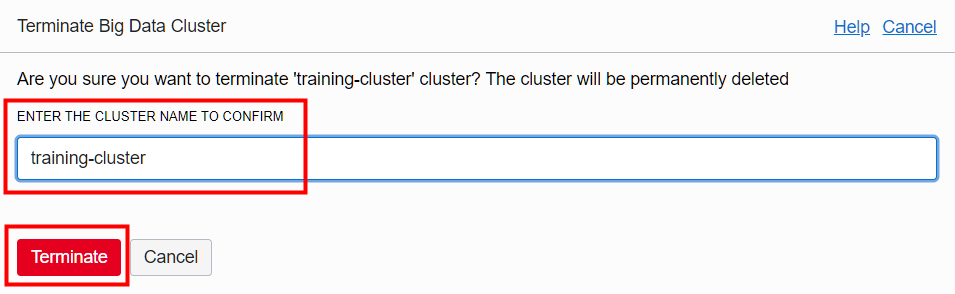 Terminate Big Data Cluster
Help Cancel
Are you sure you want to terminate 'training-cluster' cluster? The cluster will be permanently deleted
ENTER THE CLUSTER NAME TO CONFIRM
training-cluster
Terminate Cancel